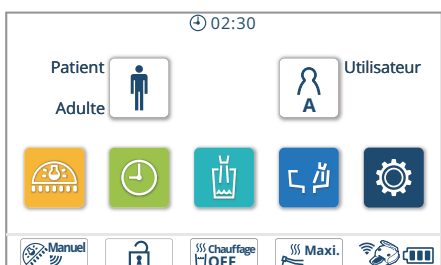 02:30
Patient
Utilisateur
Adulte
A
Manuel
Chauffage
OFF
Maxi.